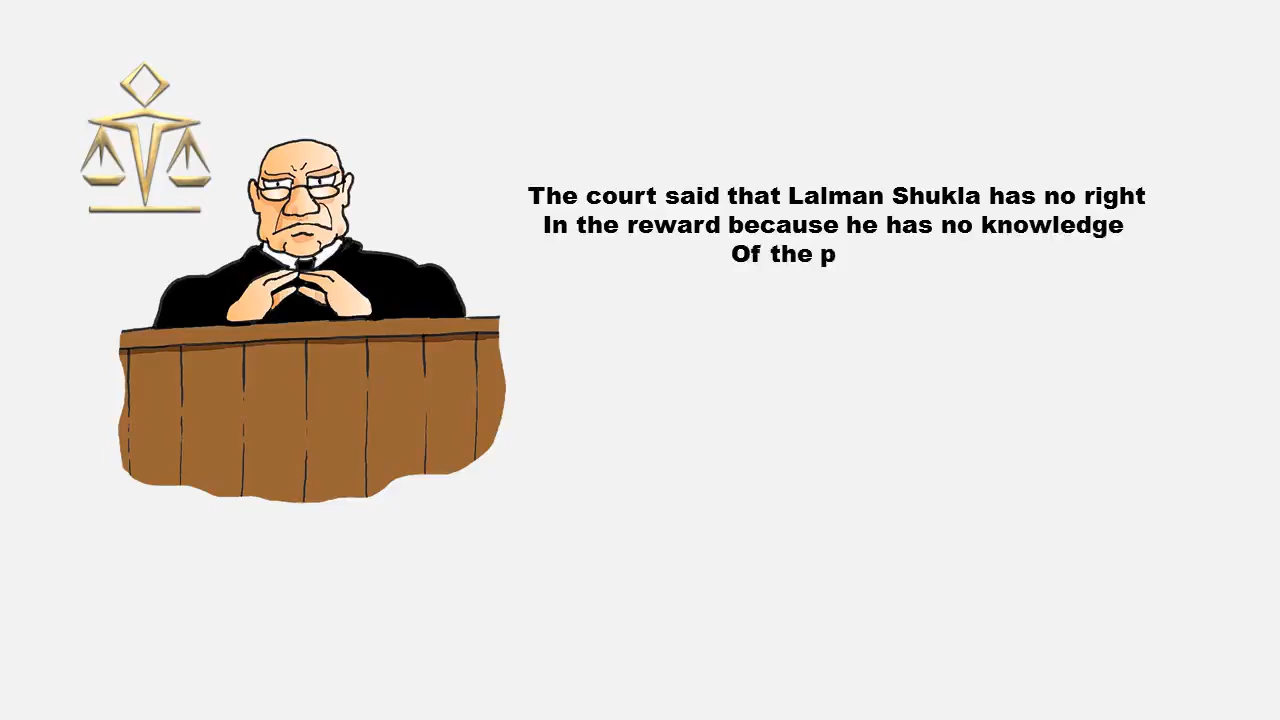 The court said that Lalman Shukla has no right
In the reward because he has no knowledge
Of the p